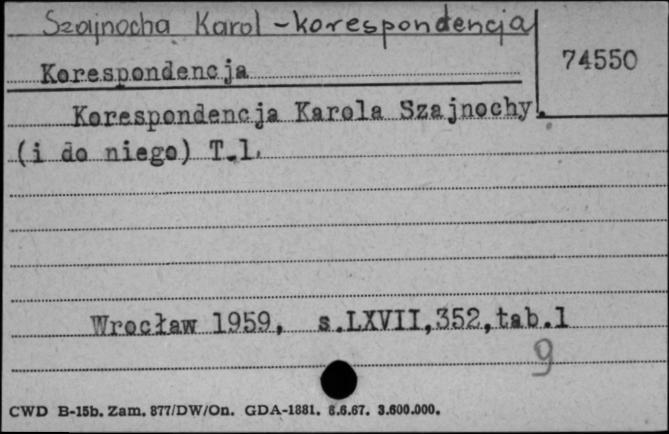 Szajnocha Karol - korespondencja
74550
Korespondencja
Korespondencja Karola Szajnochy.
(i do niego) T.1.
Wrocław 1959, s.LXVII,352,tab.1
9
CWD B-15b. Zam. 877/DW/On. GDA-1881. 8.6.67. 3.600.000.